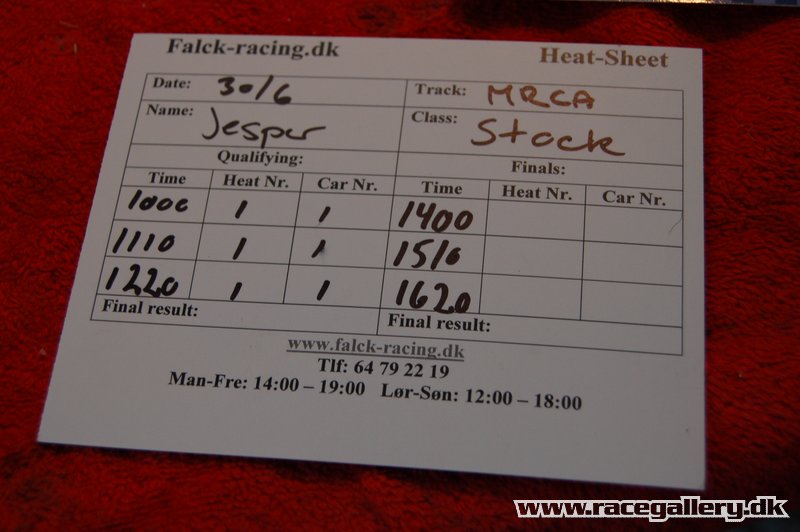 Falck-racing.dk Heat-Sheet
Date: 30/6 Track: MRCA
Name: Jesper Class: Stock
Qualifying: Finals:
Time Heat Nr. Car Nr. Time Heat Nr. Car Nr.
1000 1 1 1400
1110 1 1 1510
1220 1 1 1620
Final result: Final result:
www.falck-racing.dk
Tlf: 64 79 22 19
Man-Fre: 14:00 – 19:00 Lør-Søn: 12:00 – 18:00
www.racegallery.dk